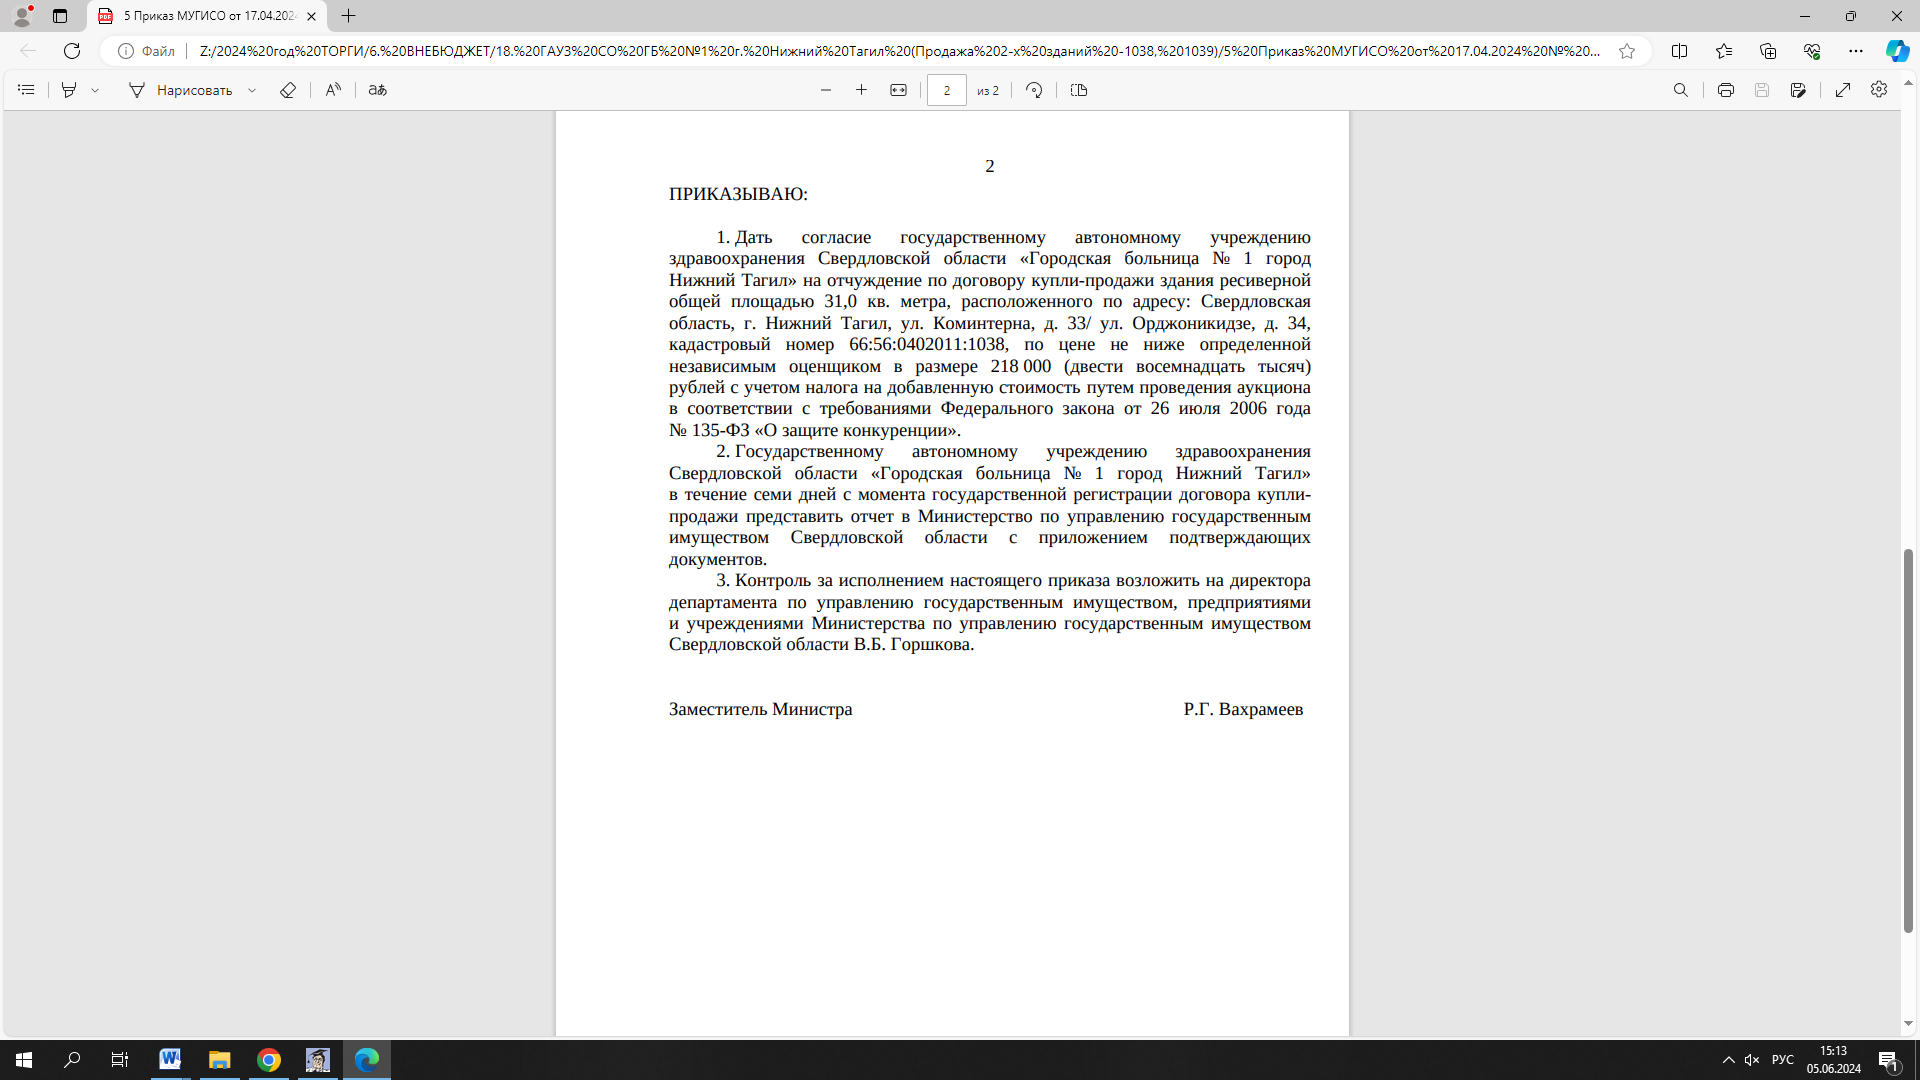 5 Приказ МУГИСО от 17.04.202
Файл
Z:/2024%20год%20ТОРГИ/6.%20ВНЕБЮДЖЕТ/18.%20ГАУЗ%20СО%20ГБ%20№1%20г.%20Нижний%20Тагил%20(Продажа%202-х%20зданий%20-1038,%201039)/5%20Приказ%20МУГИСО%20от%2017.04.2024%20№%20...
Нарисовать
2 из 2
2
ПРИКАЗЫВАЮ:
1. Дать согласие государственному автономному учреждению
здравоохранения Свердловской области «Городская больница № 1 город
Нижний Тагил» на отчуждение по договору купли-продажи здания ресиверной
общей площадью 31,0 кв. метра, расположенного по адресу: Свердловская
область, г. Нижний Тагил, ул. Коминтерна, д. 33/ ул. Орджоникидзе, д. 34,
кадастровый номер 66:56:0402011:1038, по цене не ниже определенной
независимым оценщиком в размере 218 000 (двести восемнадцать тысяч)
рублей с учетом налога на добавленную стоимость путем проведения аукциона
в соответствии с требованиями Федерального закона от 26 июля 2006 года
№ 135-ФЗ «О защите конкуренции».
2. Государственному автономному учреждению здравоохранения
Свердловской области «Городская больница № 1 город Нижний Тагил»
в течение семи дней с момента государственной регистрации договора купли-
продажи представить отчет в Министерство по управлению государственным
имуществом Свердловской области с приложением подтверждающих
документов.
3. Контроль за исполнением настоящего приказа возложить на директора
департамента по управлению государственным имуществом, предприятиями
и учреждениями Министерства по управлению государственным имуществом
Свердловской области В.Б. Горшкова.
Заместитель Министра Р.Г. Вахрамеев
РУС
15:13
05.06.2024
1